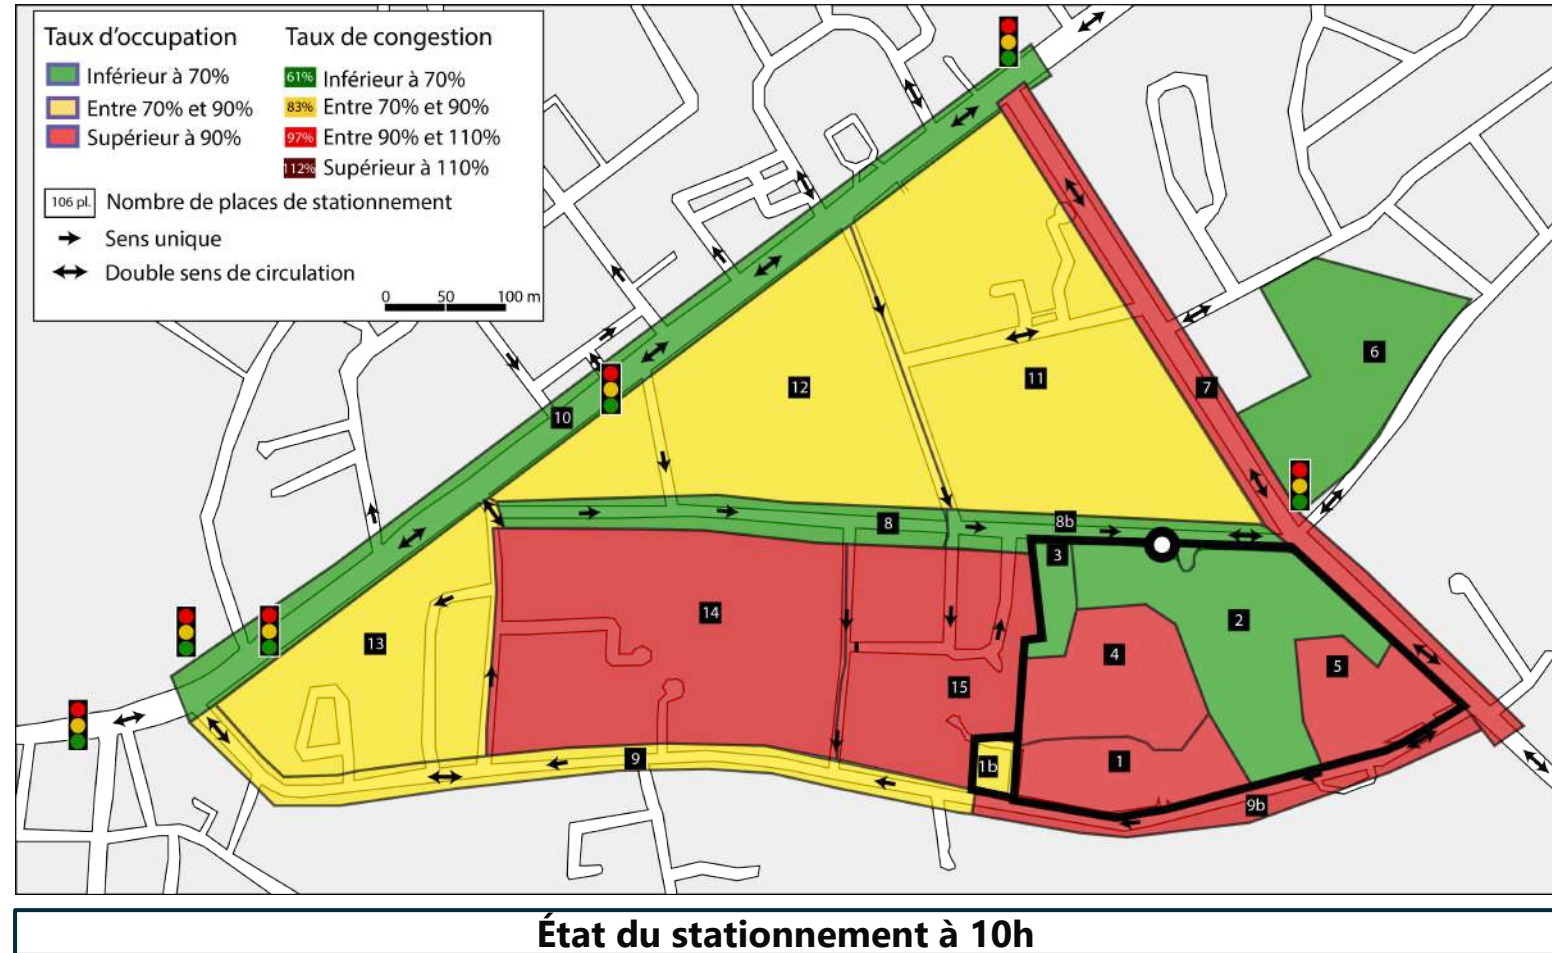 Taux d'occupation
Inférieur à 70%
Entre 70% et 90%
Supérieur à 90%
Taux de congestion
61% Inférieur à 70%
83% Entre 70% et 90%
97% Entre 90% et 110%
112% Supérieur à 110%
106 pl. Nombre de places de stationnement
Sens unique
Double sens de circulation
0 50 100 m
6
12
11
7
10
8
8b
3
14
2
13
4
5
15
9
1
1b
9b
État du stationnement à 10h